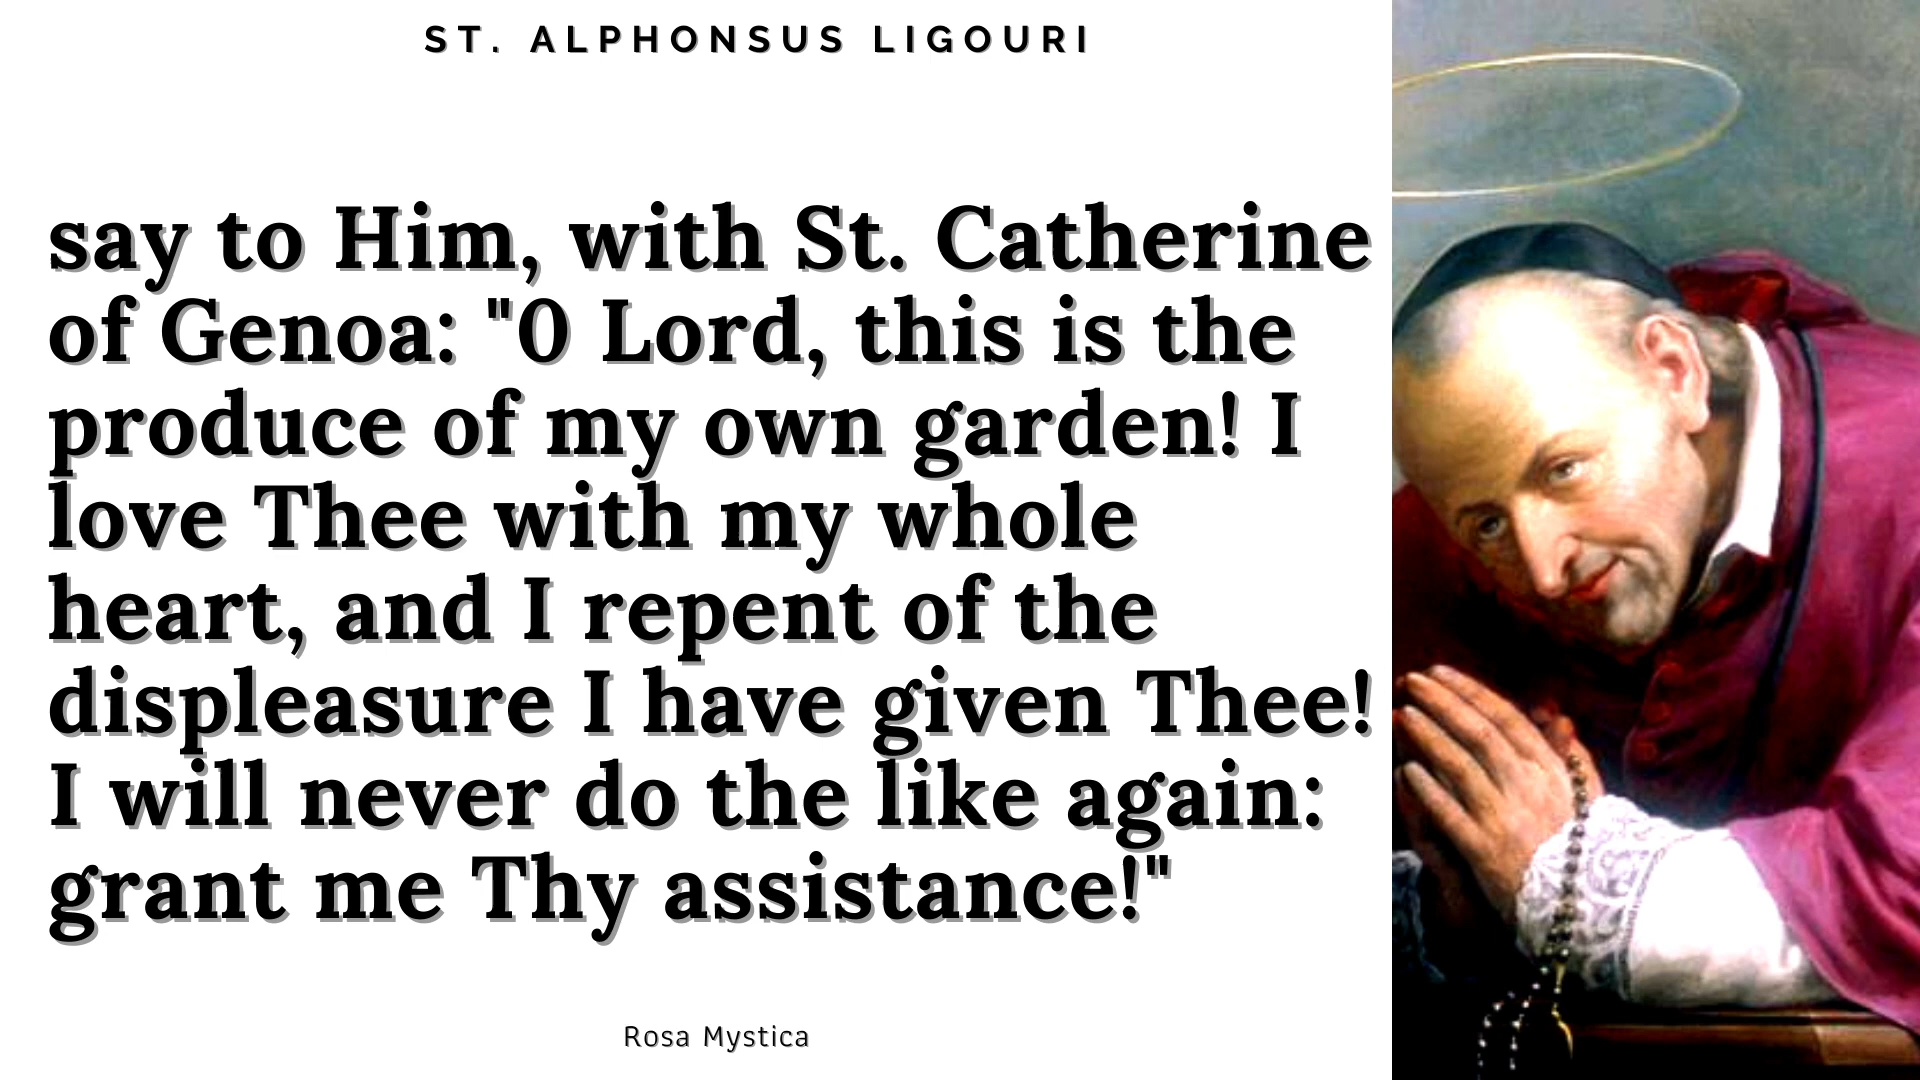 ST. ALPHONSUS LIGOURI
say to Him, with St. Catherine
of Genoa: "0 Lord, this is the
produce of my own garden! I
love Thee with my whole
heart, and I repent of the
displeasure I have given Thee!
I will never do the like again:
grant me Thy assistance!"
Rosa Mystica